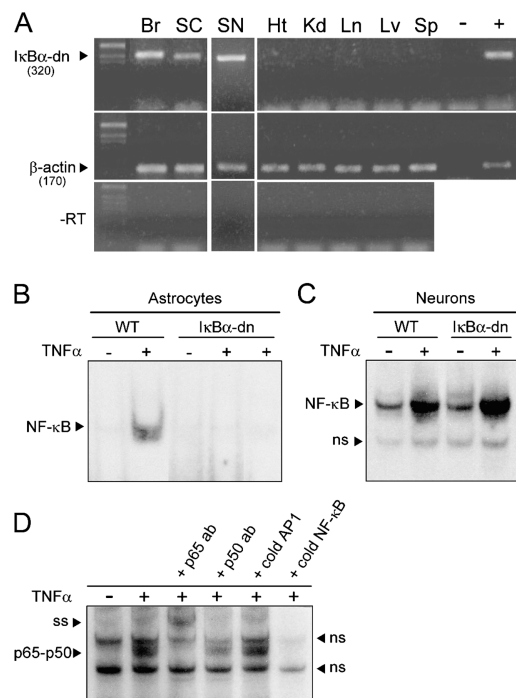 A
Br SC SN Ht Kd Ln Lv Sp - +
IκBα-dn
(320)
β-actin
(170)
-RT
B
Astrocytes
WT IκBα-dn
TNFα - + - + +
NF-κB
C
Neurons
WT IκBα-dn
TNFα - + - +
NF-κB
ns
D
+ p65 ab
+ p50 ab
+ cold AP1
+ cold NF-κB
TNFα - + + + + +
ss
ns
p65-p50
ns